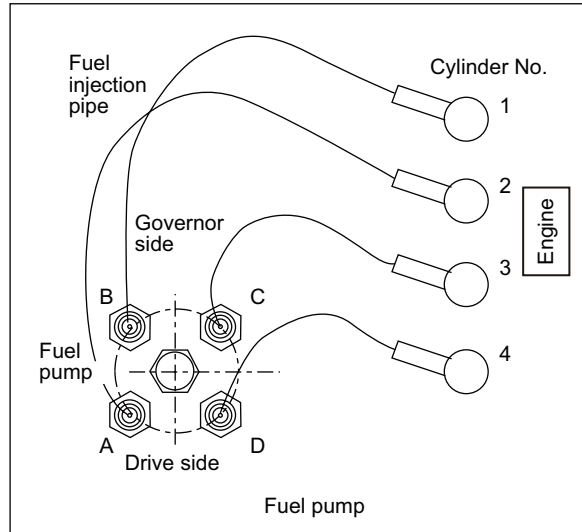 Fuel
injection
pipe
Cylinder No.
1
2
Engine
Governor
side
3
B
C
Fuel
pump
4
A
D
Drive side
Fuel pump